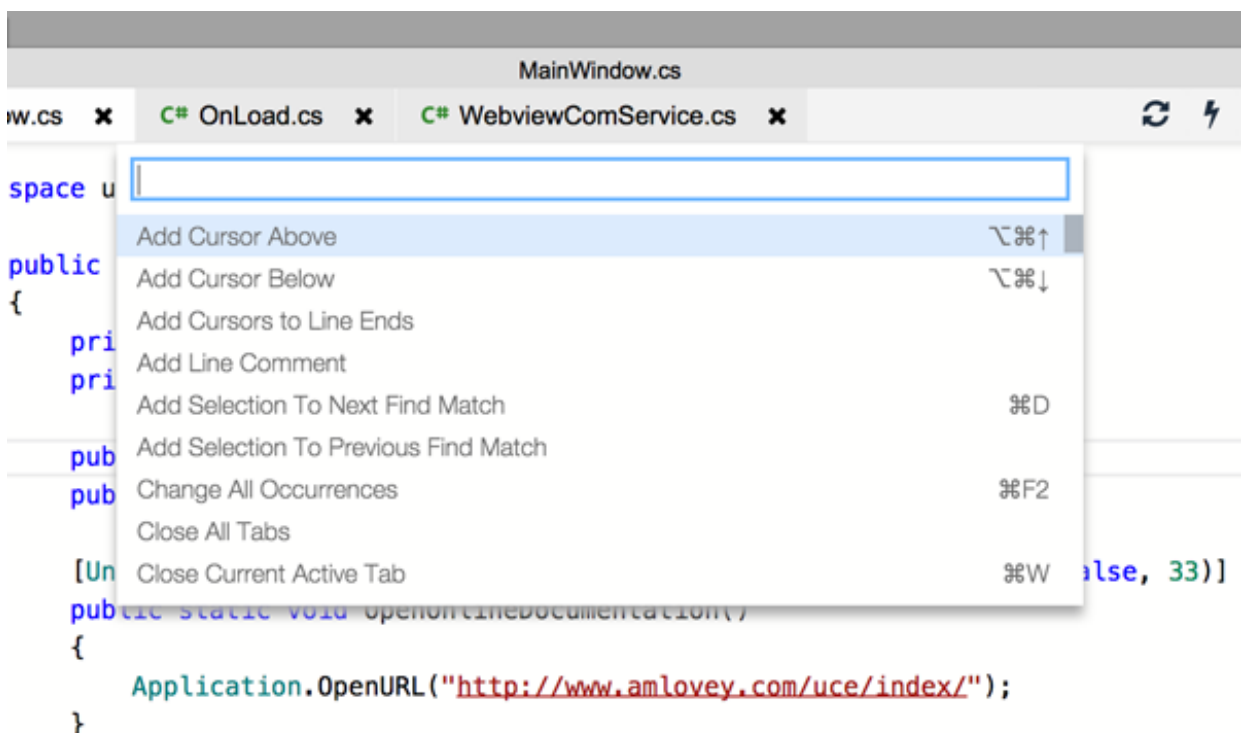 MainWindow.cs
ow.cs ✖ C# OnLoad.cs ✖ C# WebviewComService.cs ✖
space u
public
{
pri
pri
pub
pub
[Un alse, 33)]
public static void OpenOnlineDocumentation()
{
Application.OpenURL("http://www.amlovey.com/uce/index/");
}
Add Cursor Above ⌥⌘↑
Add Cursor Below ⌥⌘↓
Add Cursors to Line Ends
Add Line Comment
Add Selection To Next Find Match ⌘D
Add Selection To Previous Find Match
Change All Occurrences ⌘F2
Close All Tabs
Close Current Active Tab ⌘W